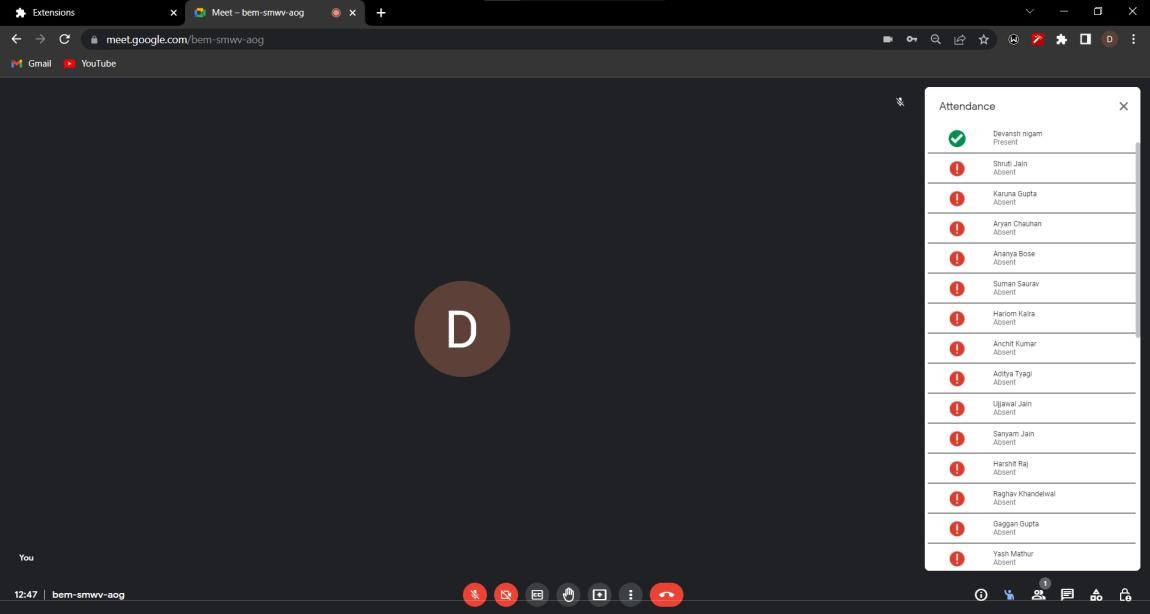 Extensions
Meet – bem-smwv-aog
meet.google.com/bem-smwv-aog
D
Gmail
YouTube
Attendance
Devansh nigam
Present
Shruti Jain
Absent
Karuna Gupta
Absent
Aryan Chauhan
Absent
Ananya Bose
Absent
Suman Saurav
Absent
Hariom Kalra
Absent
D
Anchit Kumar
Absent
Aditya Tyagi
Absent
Ujjawal Jain
Absent
Sanyam Jain
Absent
Harshit Raj
Absent
Raghav Khandelwal
Absent
Gaggan Gupta
Absent
Yash Mathur
Absent
You
12:47 | bem-smwv-aog
CC
1